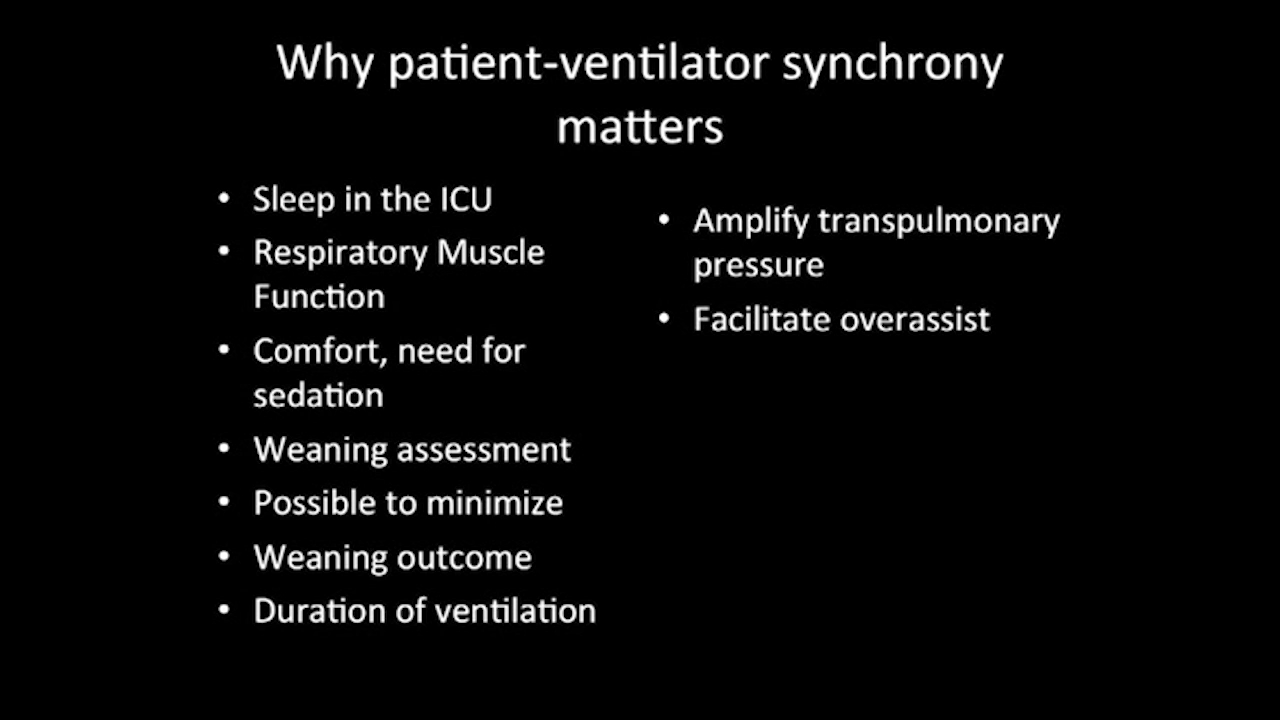 Why patient-ventilator synchrony
matters
• Sleep in the ICU
• Respiratory Muscle
Function
• Comfort, need for
sedation
• Weaning assessment
• Possible to minimize
• Weaning outcome
• Duration of ventilation
• Amplify transpulmonary
pressure
• Facilitate overassist